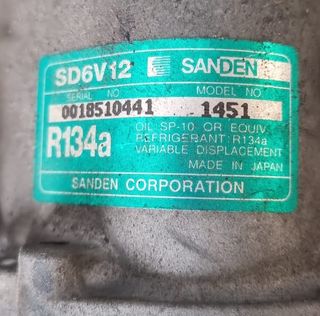 SD6V12 SANDEN
SERIAL NO MODEL NO
0018510441 1451
R134a
OIL: SP-10 OR EQUIV.
REFRIGERANT: R134a
VARIABLE DISPLACEMENT
MADE IN JAPAN
SANDEN CORPORATION